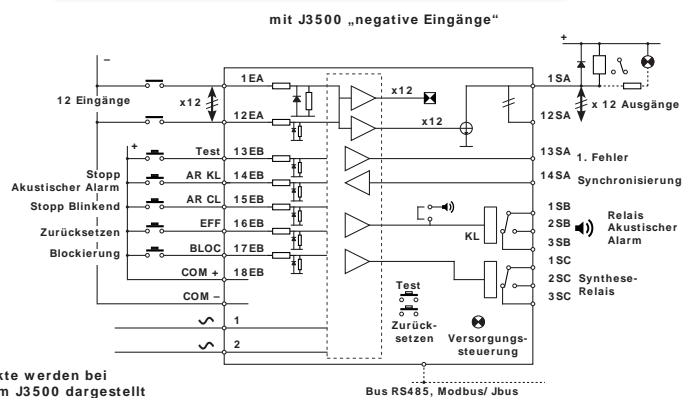 mit J3500 „negative Eingänge“
+
–
1EA
1SA
12 Eingänge
x12
x12
x 12 Ausgänge
12EA
x12
12SA
+
Test
13EB
13SA
1. Fehler
Stopp
Akustischer Alarm
AR KL
14EB
14SA
Synchronisierung
Stopp Blinkend
AR CL
15EB
1SB
Zurücksetzen
EFF
16EB
KL
2SB
Relais
Akustischer
Alarm
Blockierung
BLOC
17EB
3SB
1SC
COM +
18EB
2SC
Synthese-
Relais
COM –
Test
3SC
1
Zurück-
setzen
Versorgungs-
steuerung
2
kte werden bei
m J3500 dargestellt
Bus RS485, Modbus/ Jbus